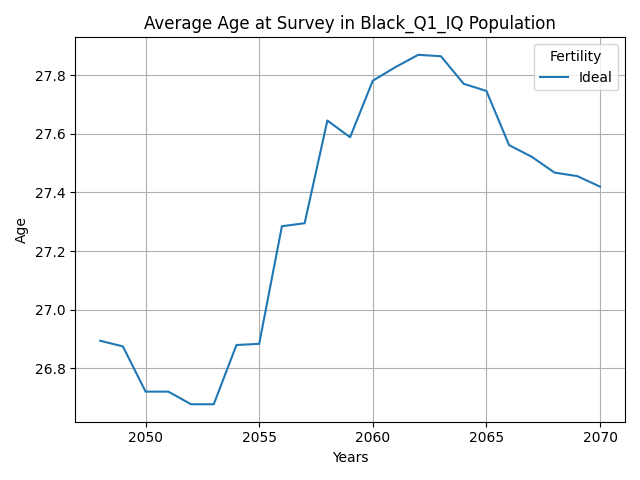 Average Age at Survey in Black_Q1_IQ Population
Fertility
Ideal
27.8
27.6
27.4
27.2
27.0
26.8
Age
2050 2055 2060 2065 2070
Years